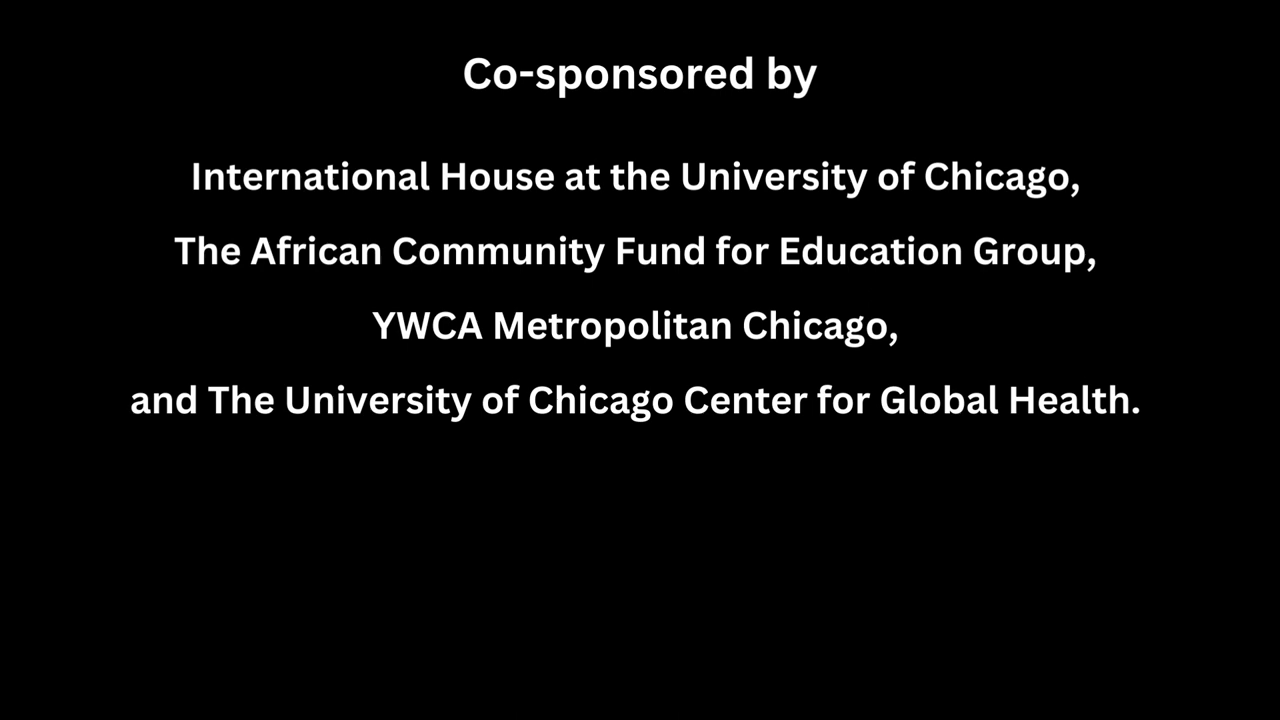 Co-sponsored by
International House at the University of Chicago,
The African Community Fund for Education Group,
YWCA Metropolitan Chicago,
and The University of Chicago Center for Global Health.